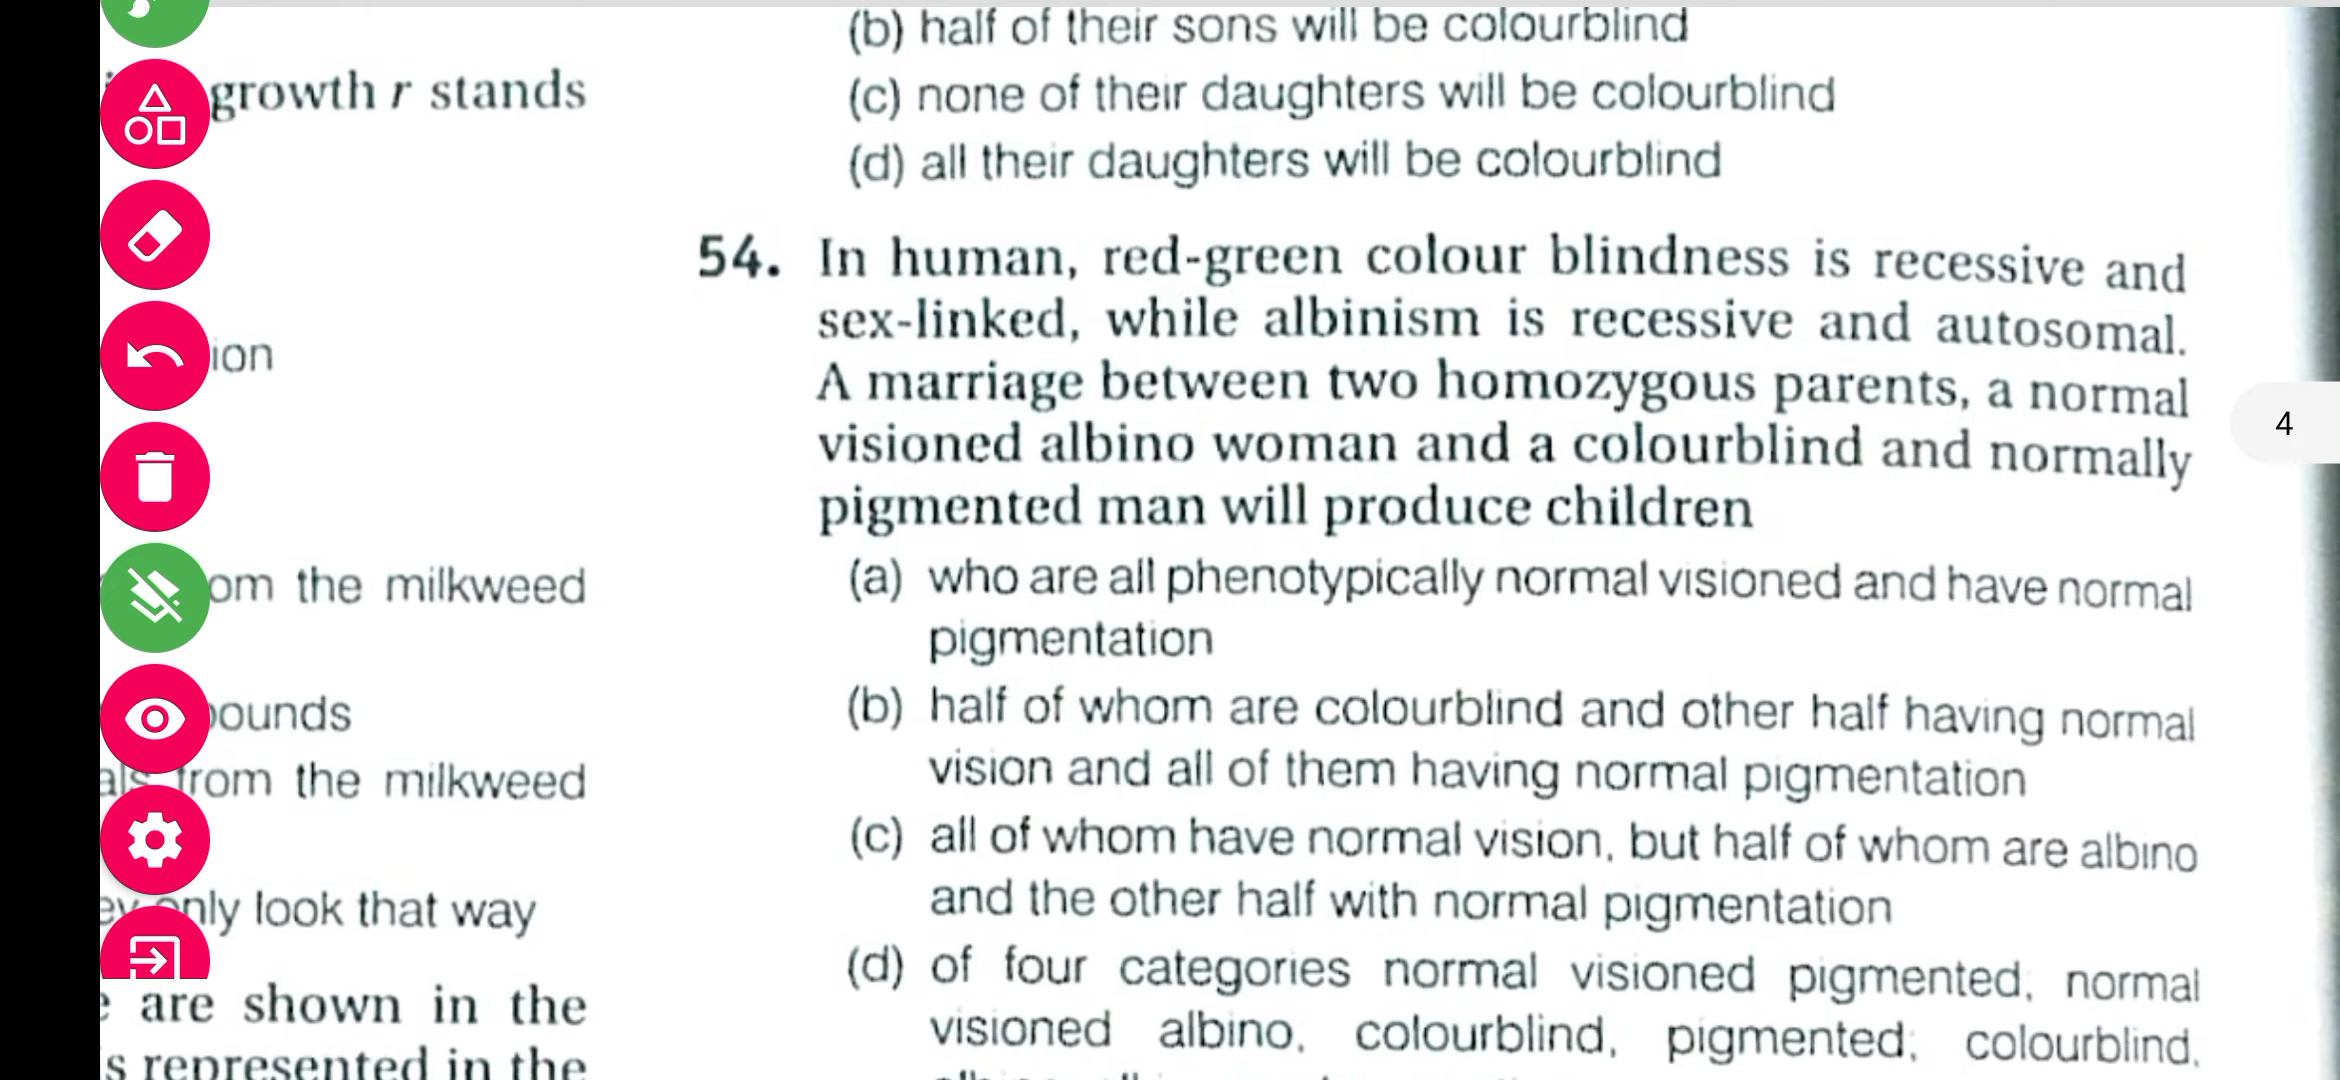 growth r stands
ion
om the milkweed
ounds
from the milkweed
only look that way
are shown in the
s represented in the
(b) half of their sons will be colourblind
(c) none of their daughters will be colourblind
(d) all their daughters will be colourblind
54. In human, red-green colour blindness is recessive and
sex-linked, while albinism is recessive and autosomal.
A marriage between two homozygous parents, a normal
visioned albino woman and a colourblind and normally
pigmented man will produce children
(a) who are all phenotypically normal visioned and have normal
pigmentation
(b) half of whom are colourblind and other half having normal
vision and all of them having normal pigmentation
(c) all of whom have normal vision, but half of whom are albino
and the other half with normal pigmentation
(d) of four categories normal visioned pigmented; normal
visioned albino, colourblind, pigmented; colourblind,
4